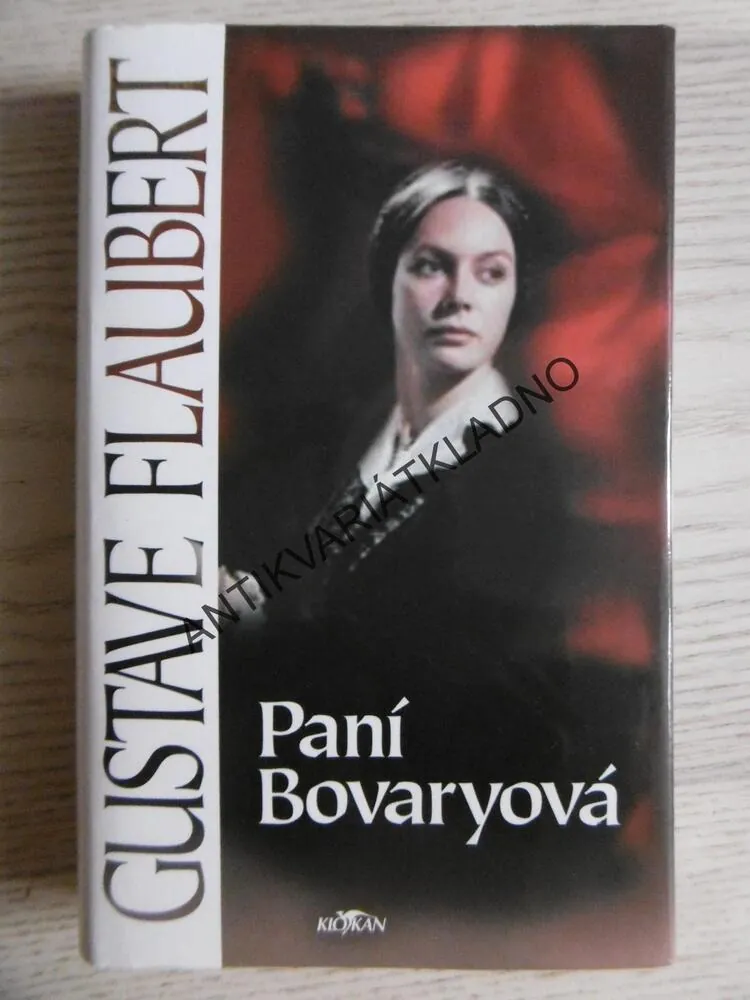 GUSTAVE FLAUBERT
ANTIKVARIÁTKLADNO
Paní
Bovaryová
KLOKAN